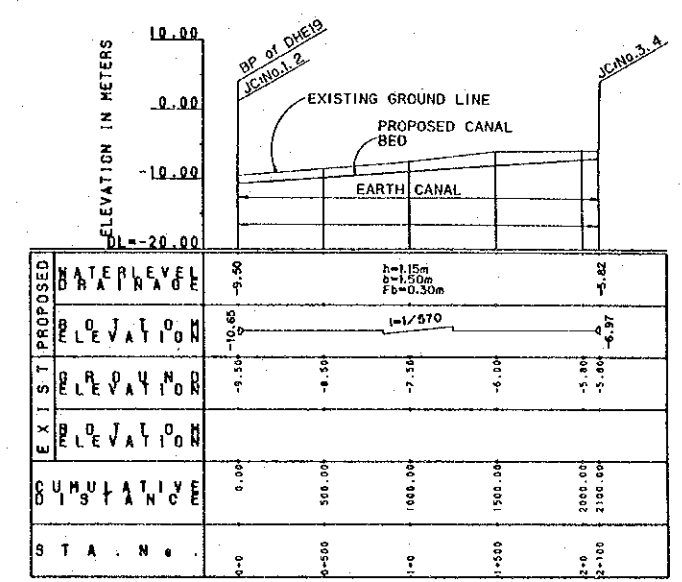 10.00
-0.00
-10.00
DL=-20.00
ELEVATION IN METERS
BP of DHE19
JC:No.1, 2
JC:No.3, 4
EXISTING GROUND LINE
PROPOSED CANAL
BED
EARTH CANAL
PROPOSED
WATERLEVEL
DRAINAGE
-9.50
h=1.15m
b=1.50m
Fb=0.30m
-5.82
BOTTOM
ELEVATION
-10.65
I=1/570
-6.97
EXIST
GROUND
ELEVATION
-9.50
-8.50
-7.50
-6.00
-5.80
-5.80
BOTTOM
ELEVATION
CUMULATIVE
DISTANCE
0.00
500.00
1000.00
1500.00
2000.00
2100.00
STA. No.
0+0
0+500
1+0
1+500
2+0
2+100